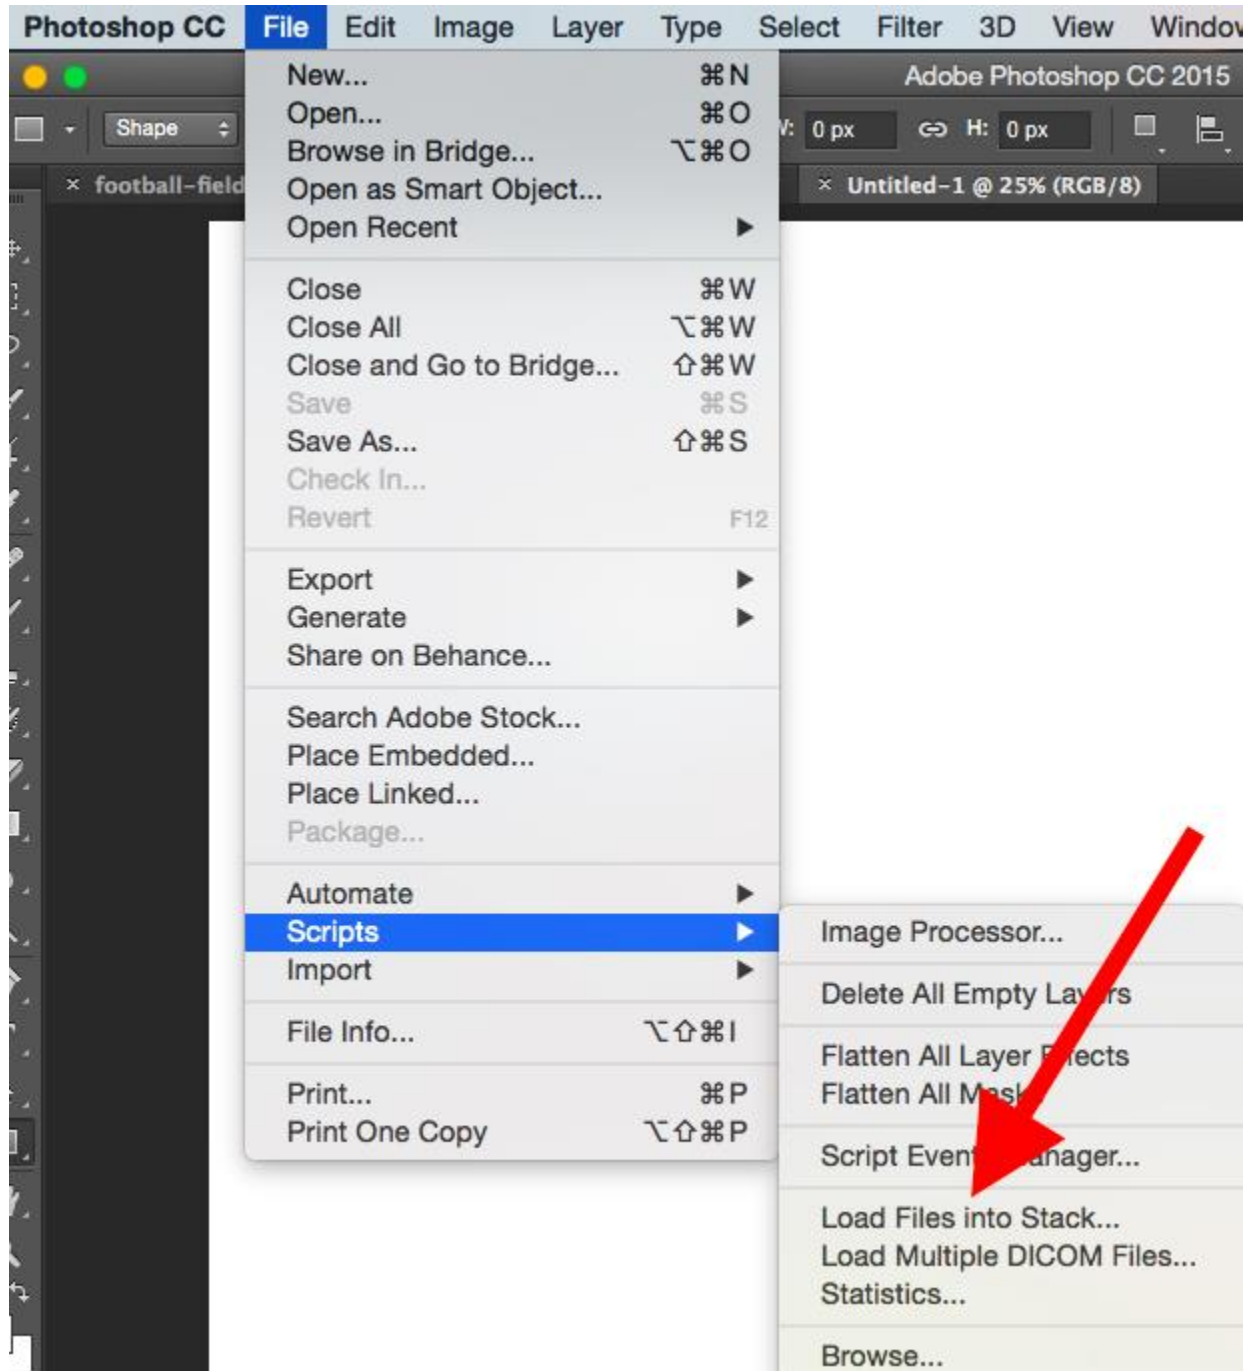 Photoshop CC File Edit Image Layer Type Select Filter 3D View
Adobe Photoshop CC 2015
Shape 0 px H: 0 px
× football-field × Untitled-1 @ 25% (RGB/8)
New... ⌘N
Open... ⌘O
Browse in Bridge... ⌥⌘O
Open as Smart Object...
Open Recent ▶
Close ⌘W
Close All ⌥⌘W
Close and Go to Bridge... ⇧⌘W
Save ⌘S
Save As... ⇧⌘S
Check In...
Revert F12
Export ▶
Generate ▶
Share on Behance...
Search Adobe Stock...
Place Embedded...
Place Linked...
Package...
Automate ▶
Scripts ▶
Import ▶
File Info... ⌥⇧⌘I
Print... ⌘P
Print One Copy ⌥⇧⌘P
Image Processor...
Delete All Empty Layers
Flatten All Layer Effects
Flatten All Masks
Script Events Manager...
Load Files into Stack...
Load Multiple DICOM Files...
Statistics...
Browse...